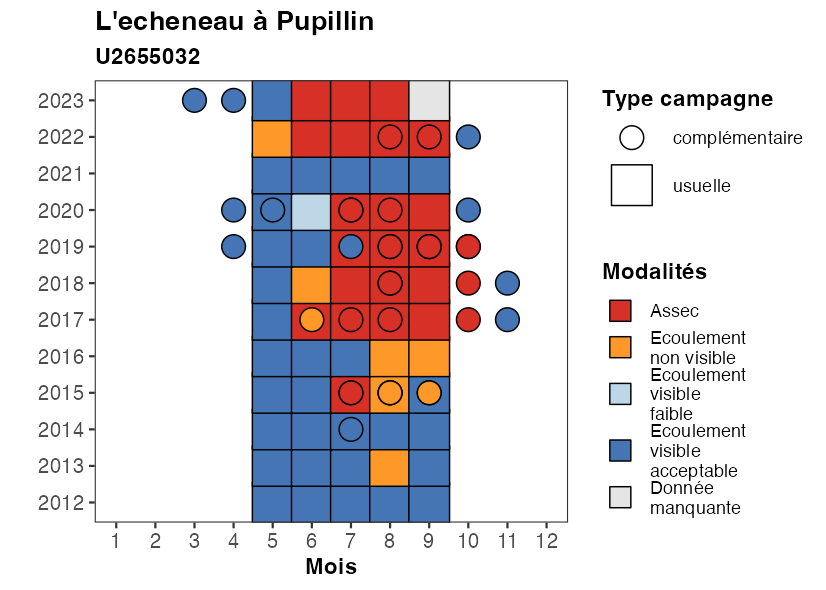 L'echeneau à Pupillin
U2655032
2023
2022
2021
2020
2019
2018
2017
2016
2015
2014
2013
2012
1 2 3 4 5 6 7 8 9 10 11 12
Mois
Type campagne
complémentaire
usuelle
Modalités
Assec
Ecoulement
non visible
Ecoulement
visible
faible
Ecoulement
visible
acceptable
Donnée
manquante